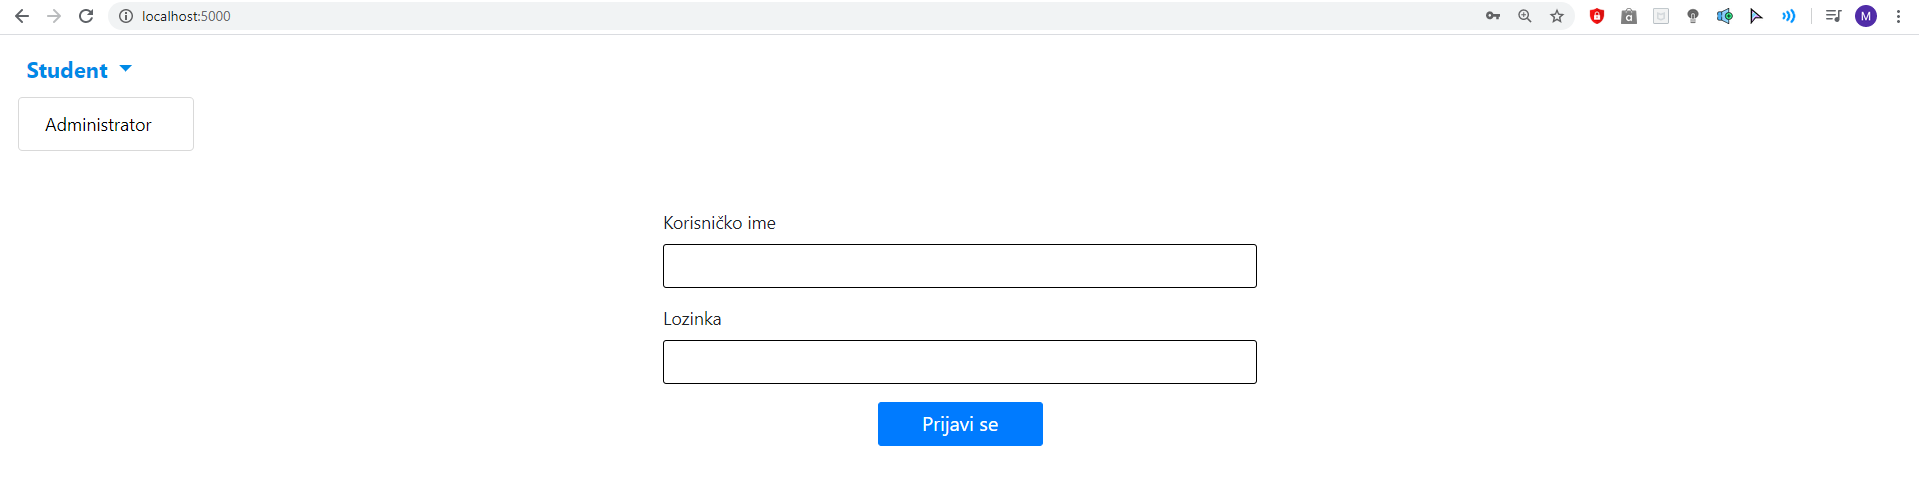 localhost:5000
M
Student
Administrator
Korisničko ime
Lozinka
Prijavi se